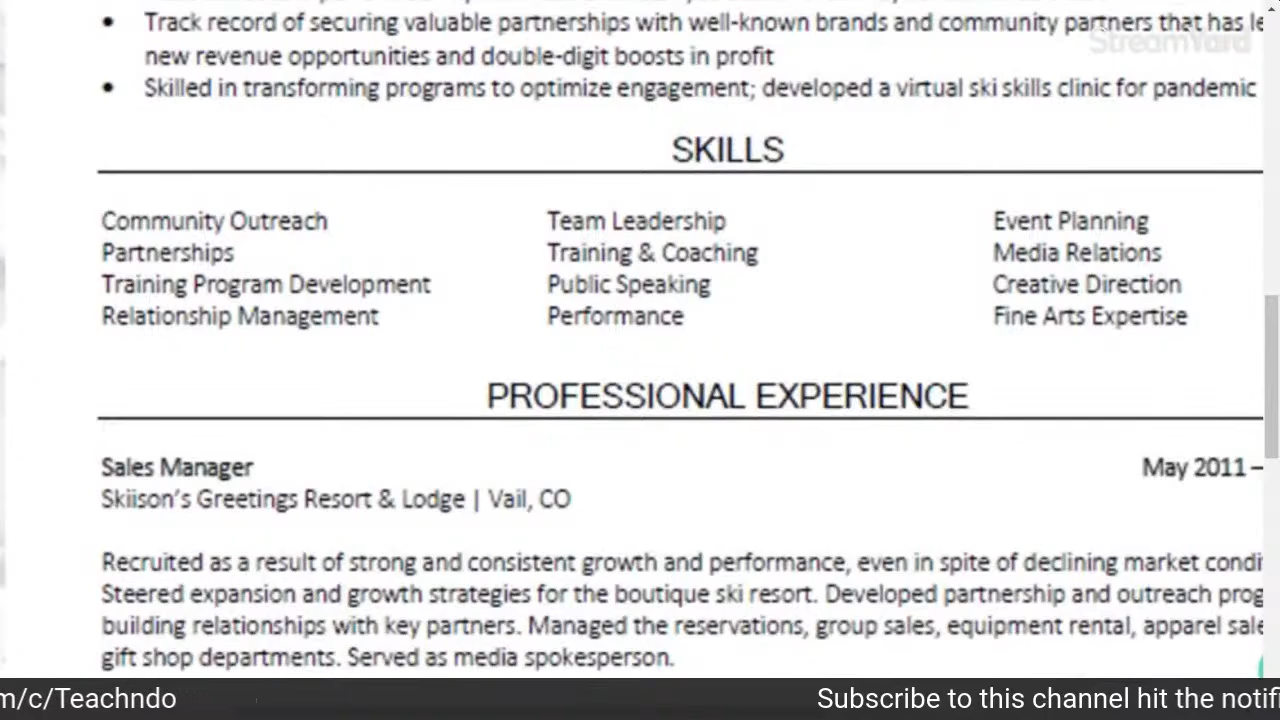 • Track record of securing valuable partnerships with well-known brands and community partners that has
new revenue opportunities and double-digit boosts in profit
StreamYard
• Skilled in transforming programs to optimize engagement; developed a virtual ski skills clinic for pandemic
SKILLS
Community Outreach Team Leadership Event Planning
Partnerships Training & Coaching Media Relations
Training Program Development Public Speaking Creative Direction
Relationship Management Performance Fine Arts Expertise
PROFESSIONAL EXPERIENCE
Sales Manager May 2011 –
Skiison's Greetings Resort & Lodge | Vail, CO
Recruited as a result of strong and consistent growth and performance, even in spite of declining market condi
Steered expansion and growth strategies for the boutique ski resort. Developed partnership and outreach prog
building relationships with key partners. Managed the reservations, group sales, equipment rental, apparel sale
gift shop departments. Served as media spokesperson.
m/c/Teachndo Subscribe to this channel hit the notifi